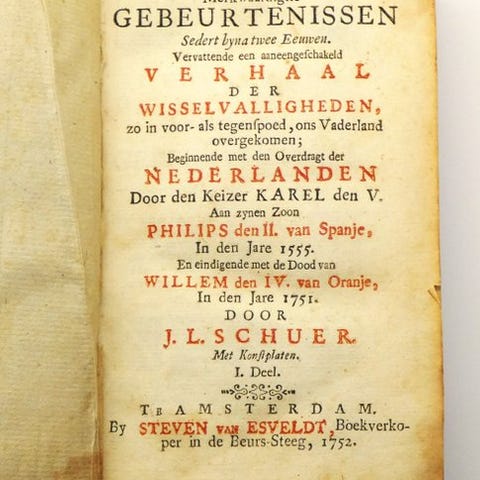 GEBEURTENISSEN
Sedert byna twee Eeuwen.
Vervattende een aaneengeſchakeld
VERHAAL
DER
WISSELVALLIGHEDEN,
zo in voor- als tegenſpoed, ons Vaderland
overgekomen;
Beginnende met den Overdragt der
NEDERLANDEN
Door den Keizer KAREL den V.
Aan zynen Zoon
PHILIPS den II. van Spanje,
In den Jare 1555.
En eindigende met de Dood van
WILLEM den IV. van Oranje,
In den Jare 1751.
DOOR
J. L. SCHUER.
Met Konſtplaten.
I. Deel.
TE AMSTERDAM.
By STEVEN VAN ESVELDT, Boekverko-
per in de Beurs-Steeg, 1752.